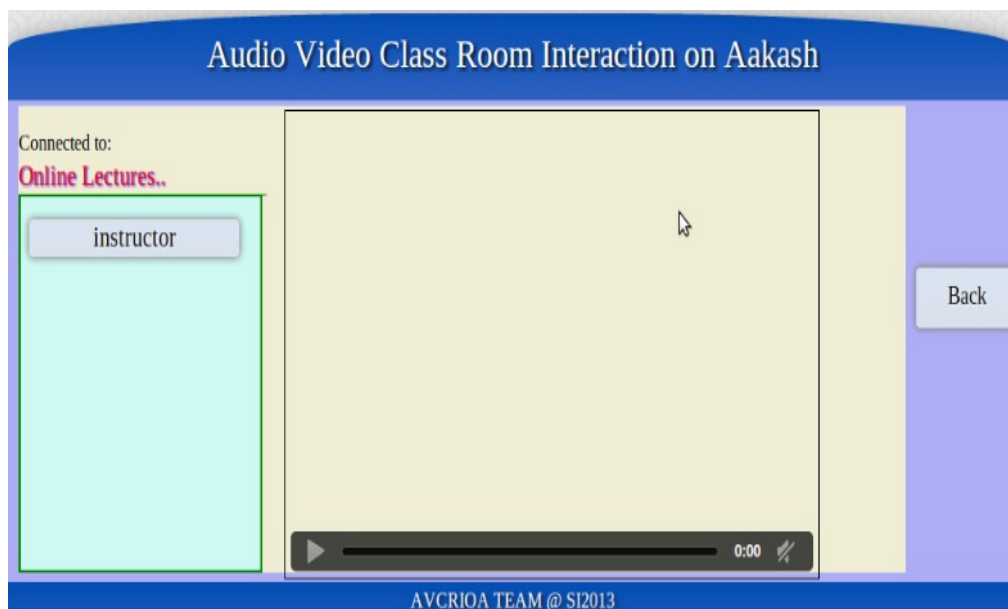 Audio Video Class Room Interaction on Aakash
Connected to:
Online Lectures..
instructor
Back
0:00
AVCRIOA TEAM @ SI2013